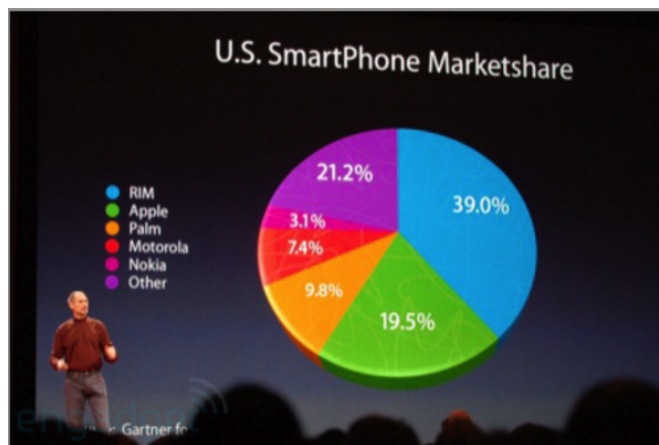 U.S. SmartPhone Marketshare
21.2%
39.0%
3.1%
7.4%
9.8%
19.5%
RIM
Apple
Palm
Motorola
Nokia
Other
engadget
Gartner fo